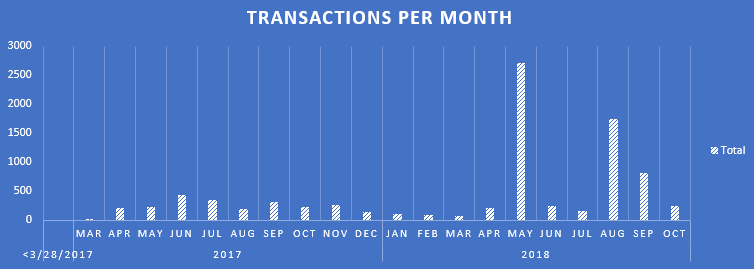 TRANSACTIONS PER MONTH
3000
2500
2000
1500
1000
500
0
Total
MAR APR MAY JUN JUL AUG SEP OCT NOV DEC JAN FEB MAR APR MAY JUN JUL AUG SEP OCT
<3/28/2017 2017 2018